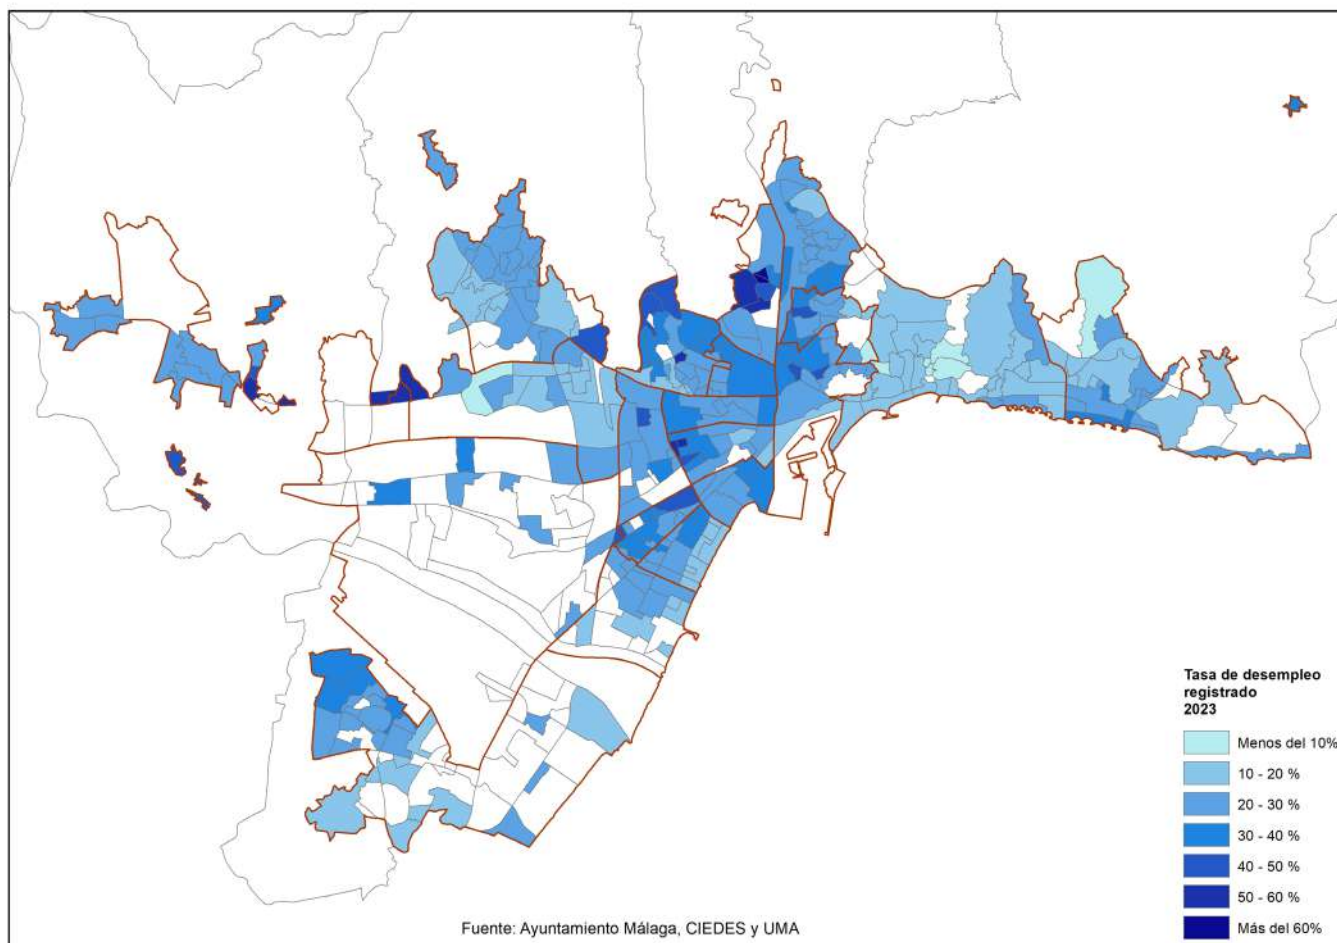 Tasa de desempleo
registrado
2023
Menos del 10%
10 - 20 %
20 - 30 %
30 - 40 %
40 - 50 %
50 - 60 %
Más del 60%
Fuente: Ayuntamiento Málaga, CIEDES y UMA